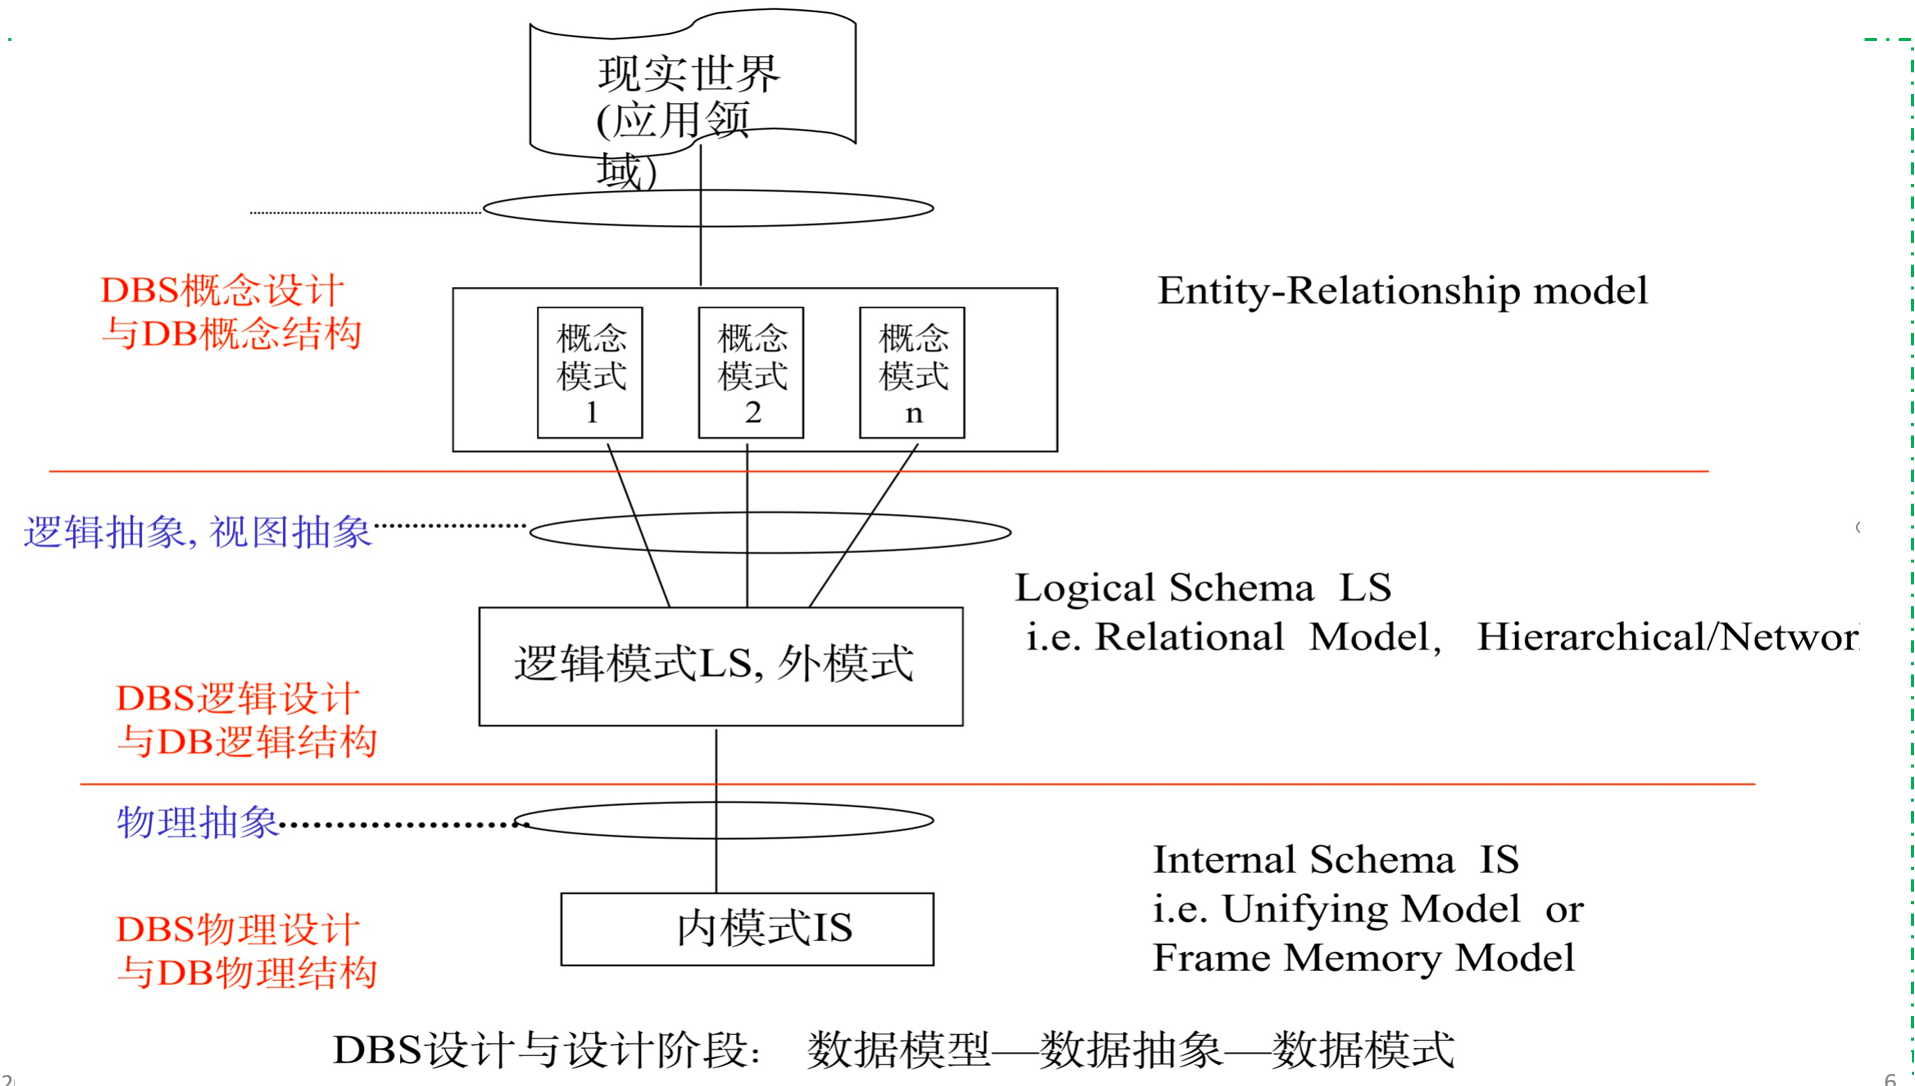 现实世界
(应用领
域)
DBS概念设计
与DB概念结构
Entity-Relationship model
概念
模式
1
概念
模式
2
概念
模式
n
逻辑抽象, 视图抽象
Logical Schema LS
i.e. Relational Model, Hierarchical/Networ
逻辑模式LS, 外模式
DBS逻辑设计
与DB逻辑结构
物理抽象
Internal Schema IS
i.e. Unifying Model or
Frame Memory Model
内模式IS
DBS物理设计
与DB物理结构
DBS设计与设计阶段： 数据模型—数据抽象—数据模式
2
6